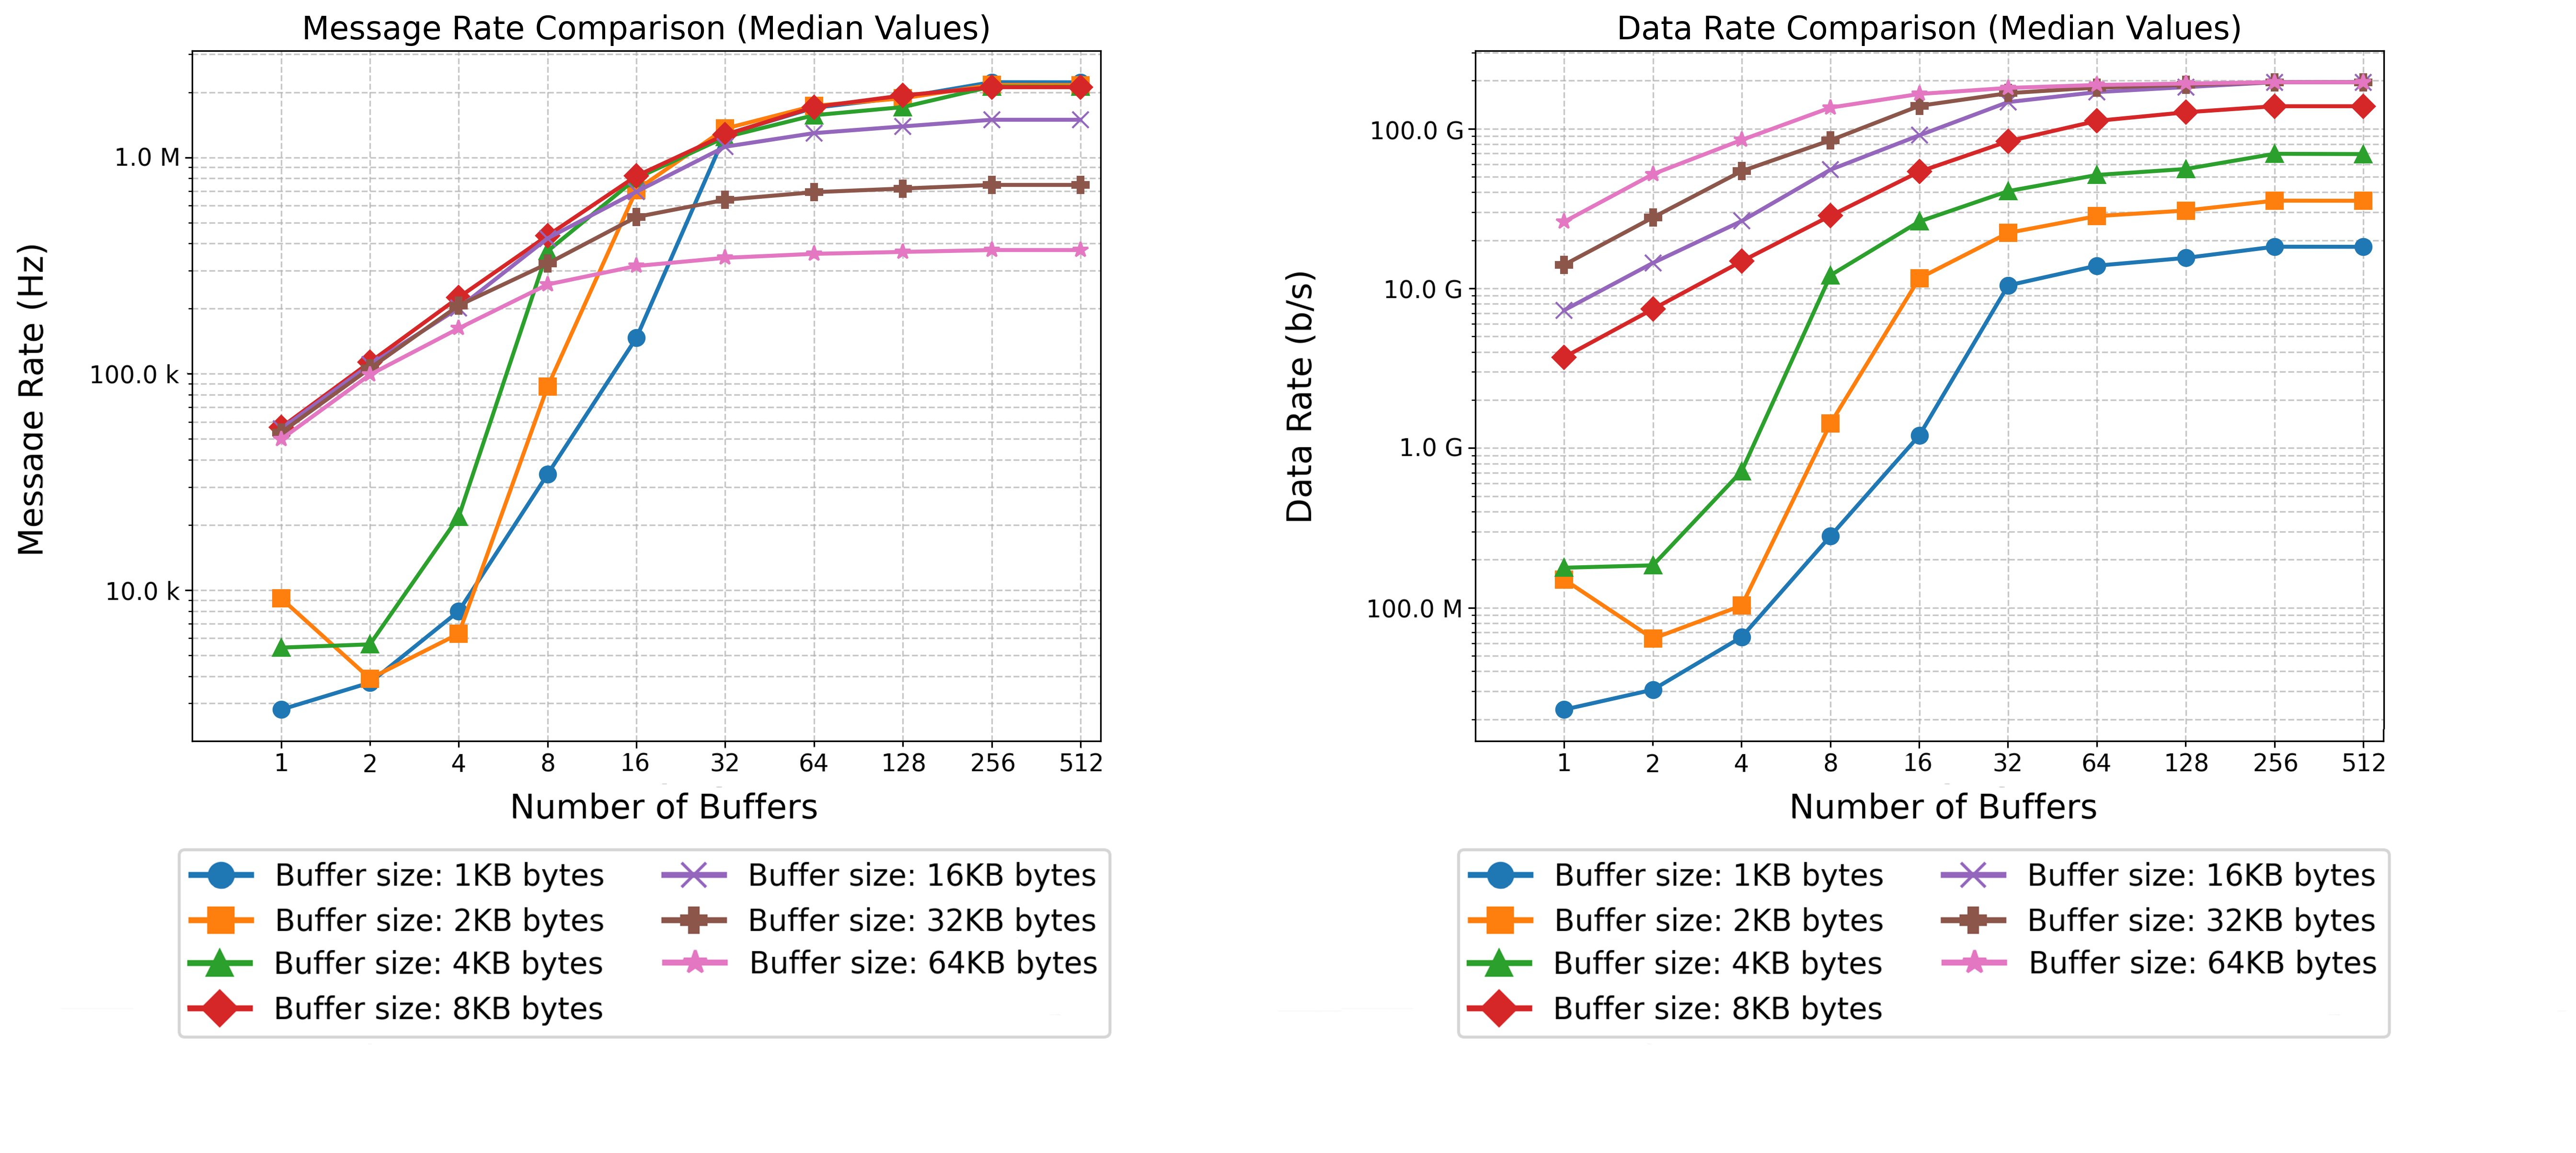 Message Rate Comparison (Median Values)
Message Rate (Hz)
1.0 M
100.0 k
10.0 k
1 2 4 8 16 32 64 128 256 512
Number of Buffers
Buffer size: 1KB bytes
Buffer size: 2KB bytes
Buffer size: 4KB bytes
Buffer size: 8KB bytes
Buffer size: 16KB bytes
Buffer size: 32KB bytes
Buffer size: 64KB bytes
Data Rate Comparison (Median Values)
Data Rate (b/s)
100.0 G
10.0 G
1.0 G
100.0 M
1 2 4 8 16 32 64 128 256 512
Number of Buffers
Buffer size: 1KB bytes
Buffer size: 2KB bytes
Buffer size: 4KB bytes
Buffer size: 8KB bytes
Buffer size: 16KB bytes
Buffer size: 32KB bytes
Buffer size: 64KB bytes